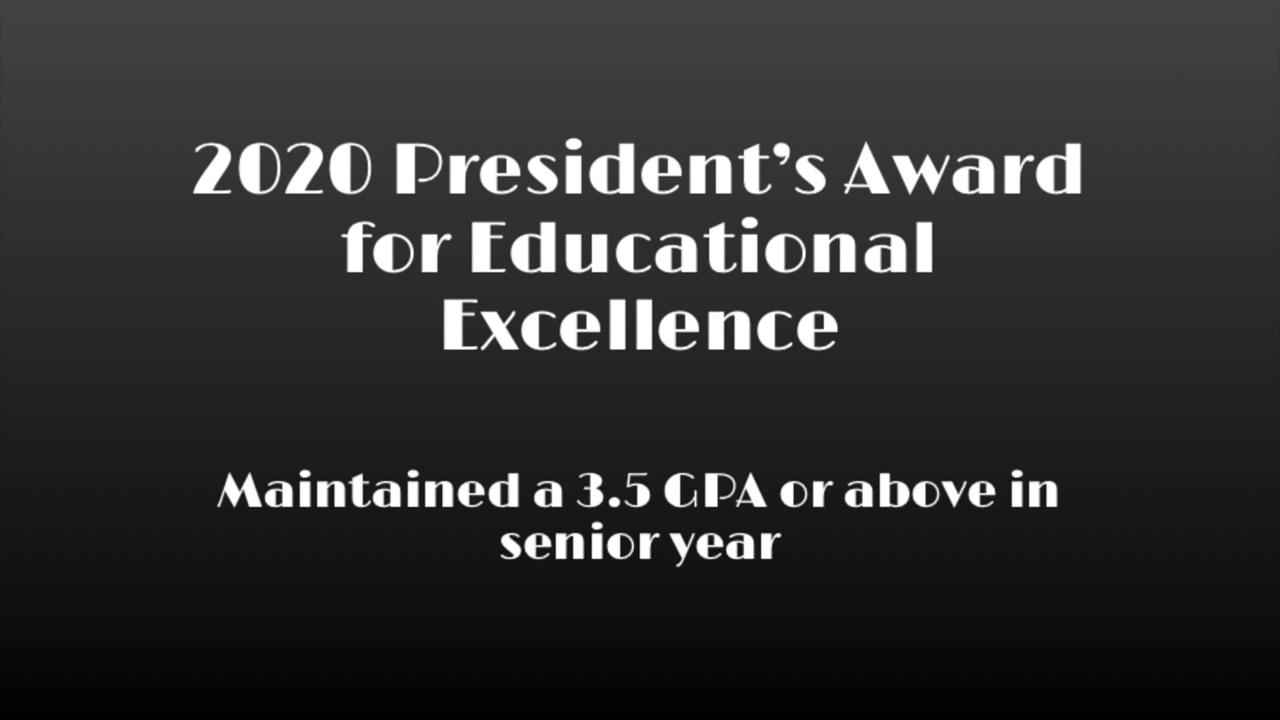 2020 President’s Award
for Educational
Excellence
Maintained a 3.5 GPA or above in
senior year